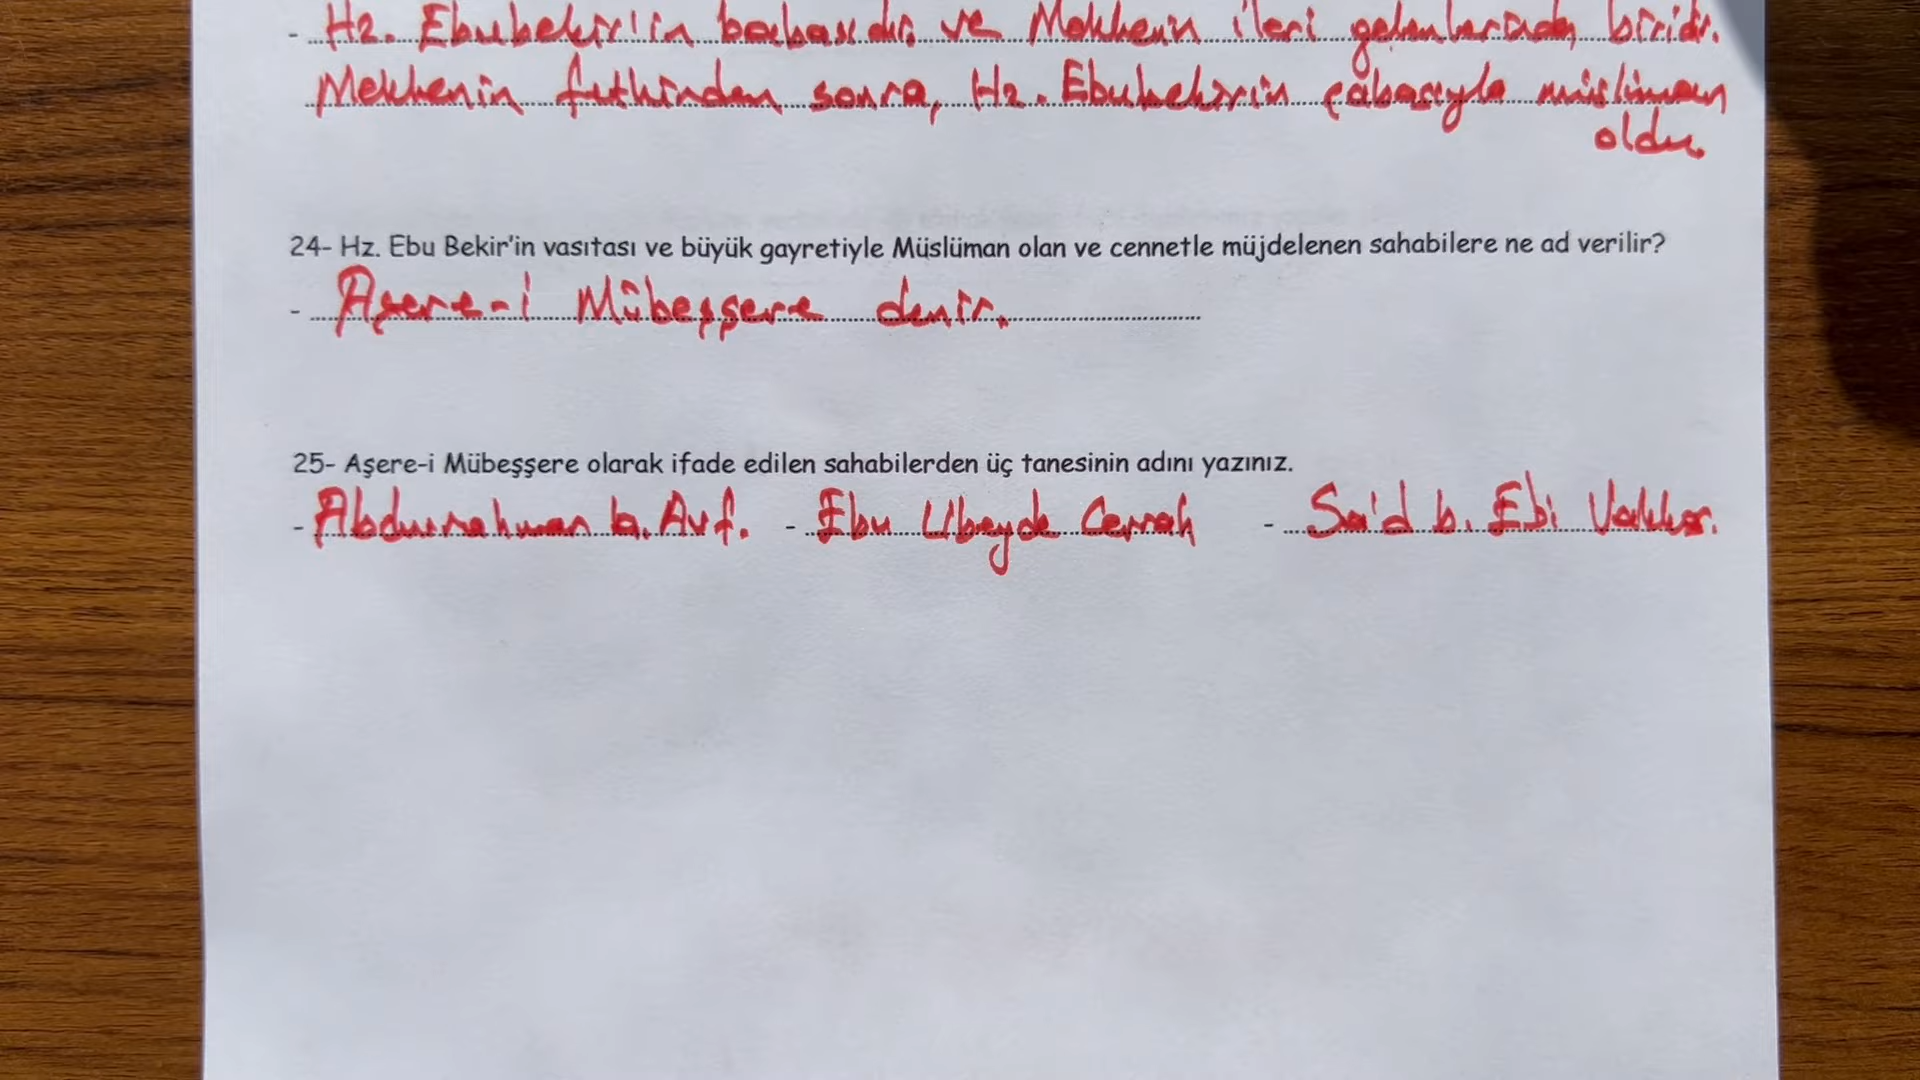 - Hz. Ebubekir'in babasıdır ve Mekkenin ileri gelenlerinden biridir.
Mekkenin fethinden sonra, Hz. Ebubekirin çabasıyla müslüman
oldu.
24- Hz. Ebu Bekir'in vasıtası ve büyük gayretiyle Müslüman olan ve cennetle müjdelenen sahabilere ne ad verilir?
- Aşere-i Mübeşşere denir.
25- Aşere-i Mübeşşere olarak ifade edilen sahabilerden üç tanesinin adını yazınız.
- Abdurrahman b. Avf. - Ebu Ubeyde Cerrah - Sa'd b. Ebi Vakkas.